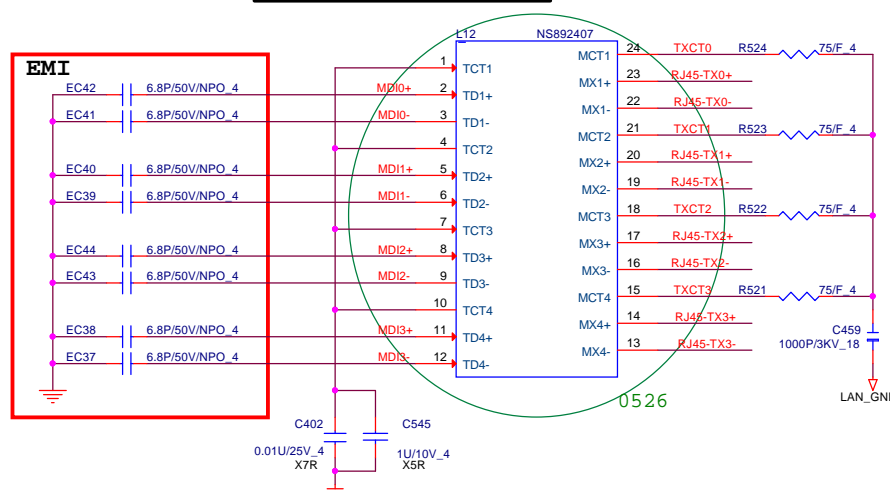 L12 NS892407
EMI
24 TXCT0 R524 75/F_4
MCT1
1 TCT1
23 RJ45-TX0+
MX1+
EC42 6.8P/50V/NPO_4 MDI0+ 2 TD1+
22 RJ45-TX0-
MX1-
EC41 6.8P/50V/NPO_4 MDI0- 3 TD1-
21 TXCT1 R523 75/F_4
MCT2
4 TCT2
20 RJ45-TX1+
MX2+
EC40 6.8P/50V/NPO_4 MDI1+ 5 TD2+
19 RJ45-TX1-
MX2-
EC39 6.8P/50V/NPO_4 MDI1- 6 TD2-
18 TXCT2 R522 75/F_4
MCT3
7 TCT3
17 RJ45-TX2+
MX3+
EC44 6.8P/50V/NPO_4 MDI2+ 8 TD3+
16 RJ45-TX2-
MX3-
EC43 6.8P/50V/NPO_4 MDI2- 9 TD3-
15 TXCT3 R521 75/F_4
MCT4
10 TCT4
14 RJ45-TX3+
MX4+
EC38 6.8P/50V/NPO_4 MDI3+ 11 TD4+
13 RJ45-TX3-
MX4-
EC37 6.8P/50V/NPO_4 MDI3- 12 TD4-
C459
1000P/3KV_18
LAN_GND
0526
C402 C545
0.01U/25V_4 1U/10V_4
X7R X5R